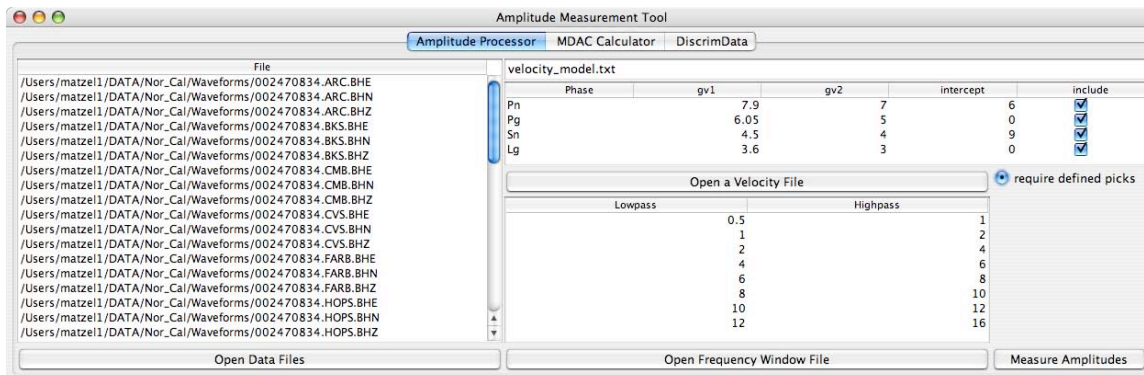 Amplitude Measurement Tool
Amplitude Processor MDAC Calculator DiscrimData
File
/Users/matzel1/DATA/Nor_Cal/Waveforms/002470834.ARC.BHE
/Users/matzel1/DATA/Nor_Cal/Waveforms/002470834.ARC.BHN
/Users/matzel1/DATA/Nor_Cal/Waveforms/002470834.ARC.BHZ
/Users/matzel1/DATA/Nor_Cal/Waveforms/002470834.BKS.BHE
/Users/matzel1/DATA/Nor_Cal/Waveforms/002470834.BKS.BHN
/Users/matzel1/DATA/Nor_Cal/Waveforms/002470834.BKS.BHZ
/Users/matzel1/DATA/Nor_Cal/Waveforms/002470834.CMB.BHE
/Users/matzel1/DATA/Nor_Cal/Waveforms/002470834.CMB.BHN
/Users/matzel1/DATA/Nor_Cal/Waveforms/002470834.CMB.BHZ
/Users/matzel1/DATA/Nor_Cal/Waveforms/002470834.CVS.BHE
/Users/matzel1/DATA/Nor_Cal/Waveforms/002470834.CVS.BHN
/Users/matzel1/DATA/Nor_Cal/Waveforms/002470834.CVS.BHZ
/Users/matzel1/DATA/Nor_Cal/Waveforms/002470834.FARB.BHE
/Users/matzel1/DATA/Nor_Cal/Waveforms/002470834.FARB.BHN
/Users/matzel1/DATA/Nor_Cal/Waveforms/002470834.FARB.BHZ
/Users/matzel1/DATA/Nor_Cal/Waveforms/002470834.HOPS.BHE
/Users/matzel1/DATA/Nor_Cal/Waveforms/002470834.HOPS.BHN
/Users/matzel1/DATA/Nor_Cal/Waveforms/002470834.HOPS.BHZ
Open Data Files
velocity_model.txt
Phase gv1 gv2 intercept include
Pn 7.9 7 6
Pg 6.05 5 0
Sn 4.5 4 9
Lg 3.6 3 0
Open a Velocity File
require defined picks
Lowpass Highpass
0.5 1
1 2
2 4
4 6
6 8
8 10
10 12
12 16
Open Frequency Window File
Measure Amplitudes